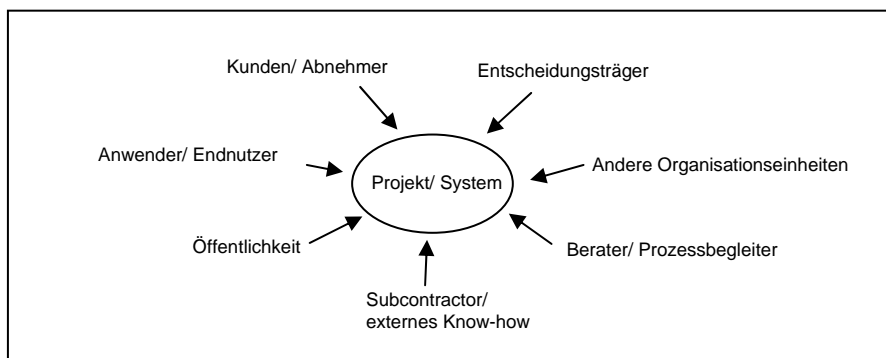 Kunden/ Abnehmer
Entscheidungsträger
Anwender/ Endnutzer
Projekt/ System
Andere Organisationseinheiten
Öffentlichkeit
Berater/ Prozessbegleiter
Subcontractor/
externes Know-how